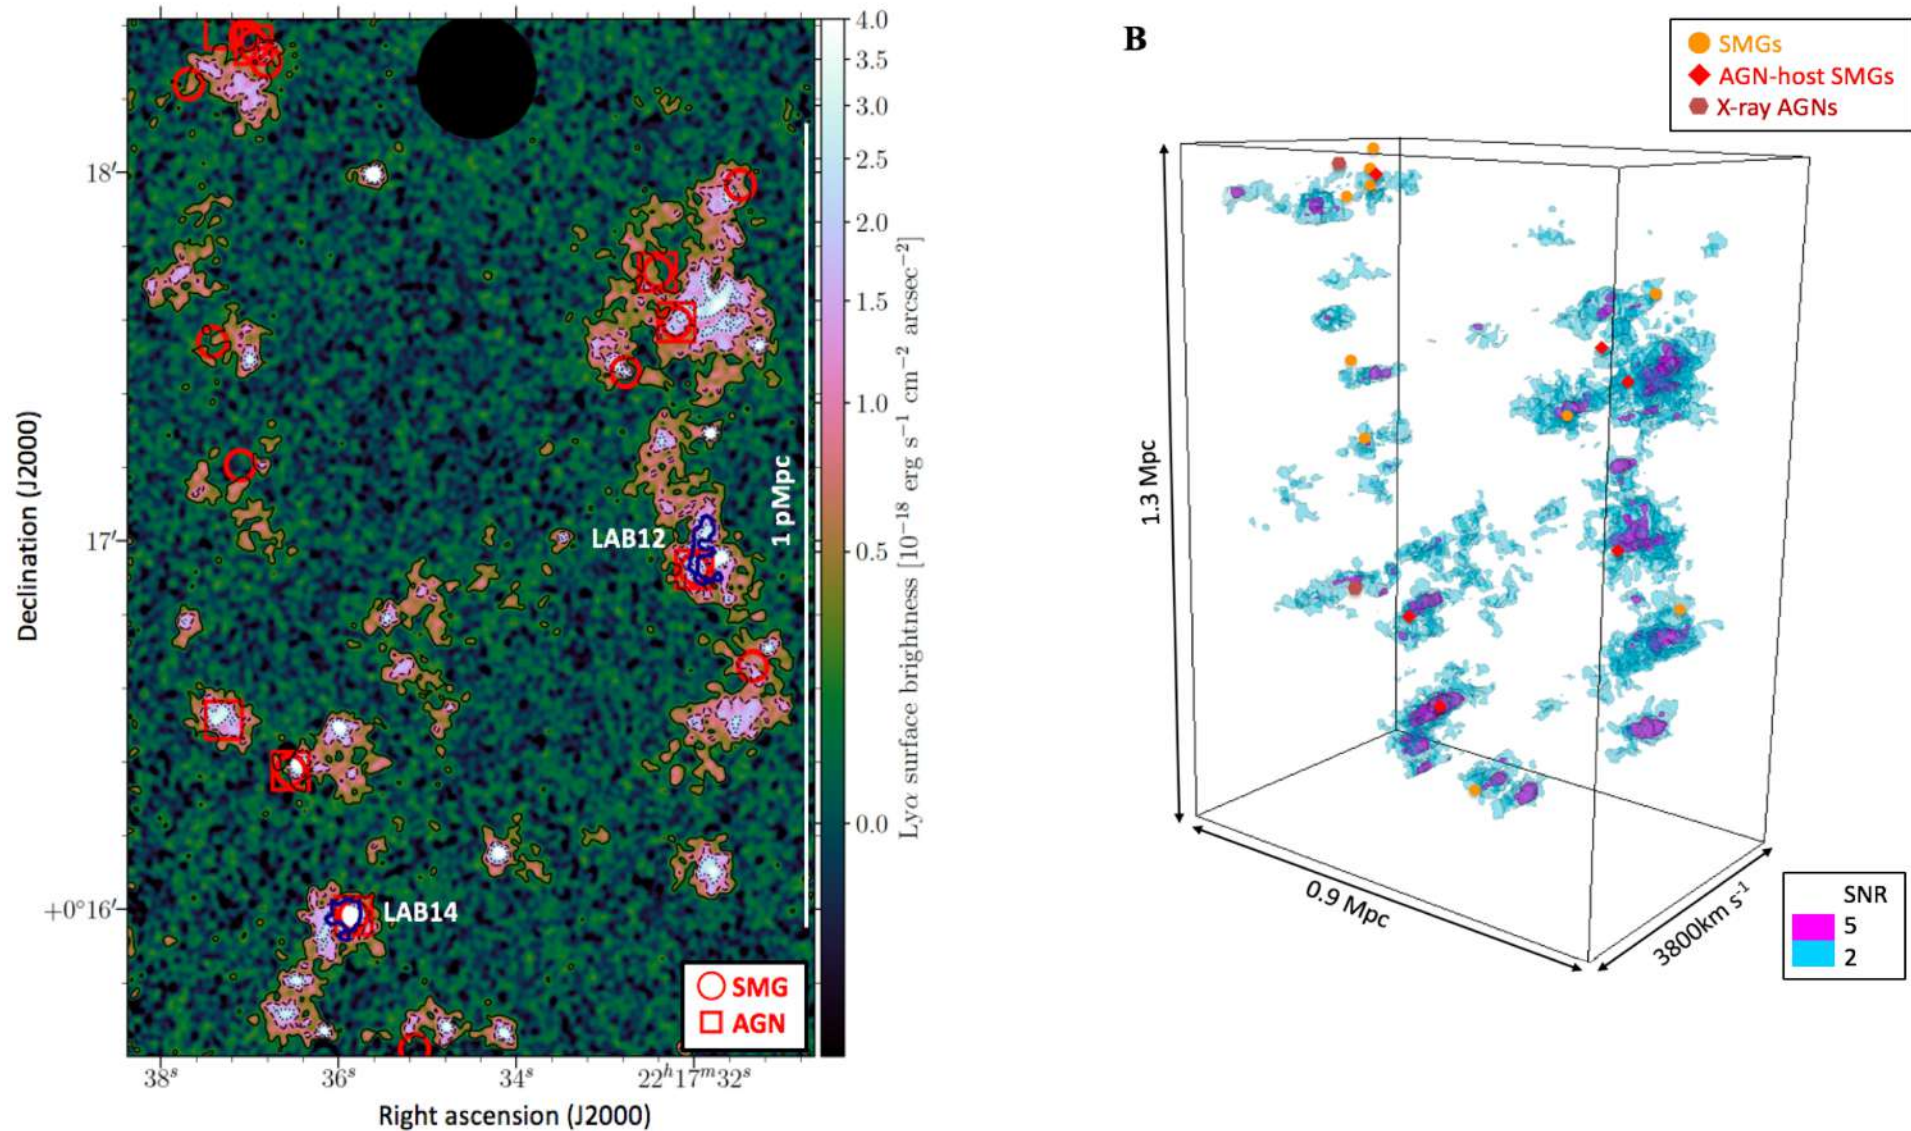 18′
17′
+0°16′
38ˢ
36ˢ
34ˢ
22ʰ17ᵐ32ˢ
Declination (J2000)
Right ascension (J2000)
LAB12
LAB14
1 pMpc
SMG
AGN
4.0
3.5
3.0
2.5
2.0
1.5
1.0
0.5
0.0
Lyα surface brightness [10⁻¹⁸ erg s⁻¹ cm⁻² arcsec⁻²]
B
SMGs
AGN-host SMGs
X-ray AGNs
1.3 Mpc
0.9 Mpc
3800km s⁻¹
SNR
5
2